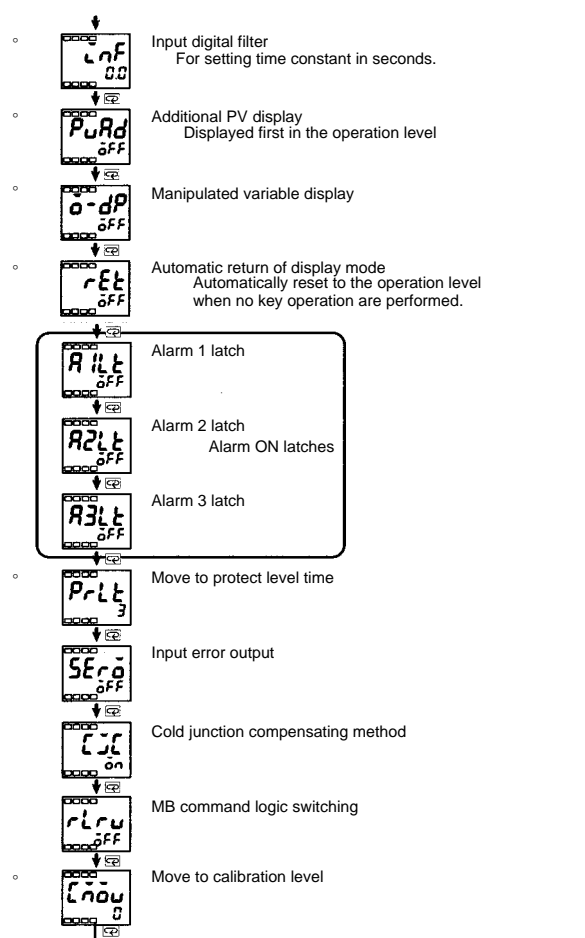 inF
0.0
Input digital filter
For setting time constant in seconds.
PvAd
oFF
Additional PV display
Displayed first in the operation level
o-dP
oFF
Manipulated variable display
rEt
oFF
Automatic return of display mode
Automatically reset to the operation level
when no key operation are performed.
A1Lt
oFF
Alarm 1 latch
A2Lt
oFF
Alarm 2 latch
Alarm ON latches
A3Lt
oFF
Alarm 3 latch
PrLt
3
Move to protect level time
SEro
oFF
Input error output
CJC
on
Cold junction compensating method
rLrv
oFF
MB command logic switching
Cmov
0
Move to calibration level